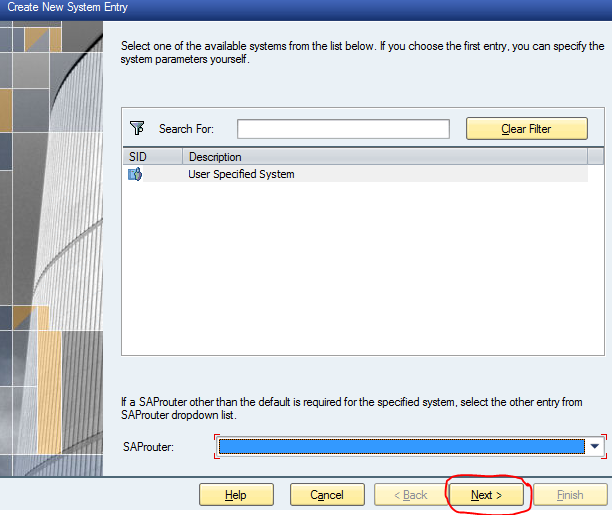 Create New System Entry
Select one of the available systems from the list below. If you choose the first entry, you can specify the
system parameters yourself.
Search For:
Clear Filter
SID Description
User Specified System
If a SAProuter other than the default is required for the specified system, select the other entry from
SAProuter dropdown list.
SAProuter:
Help Cancel < Back Next > Finish